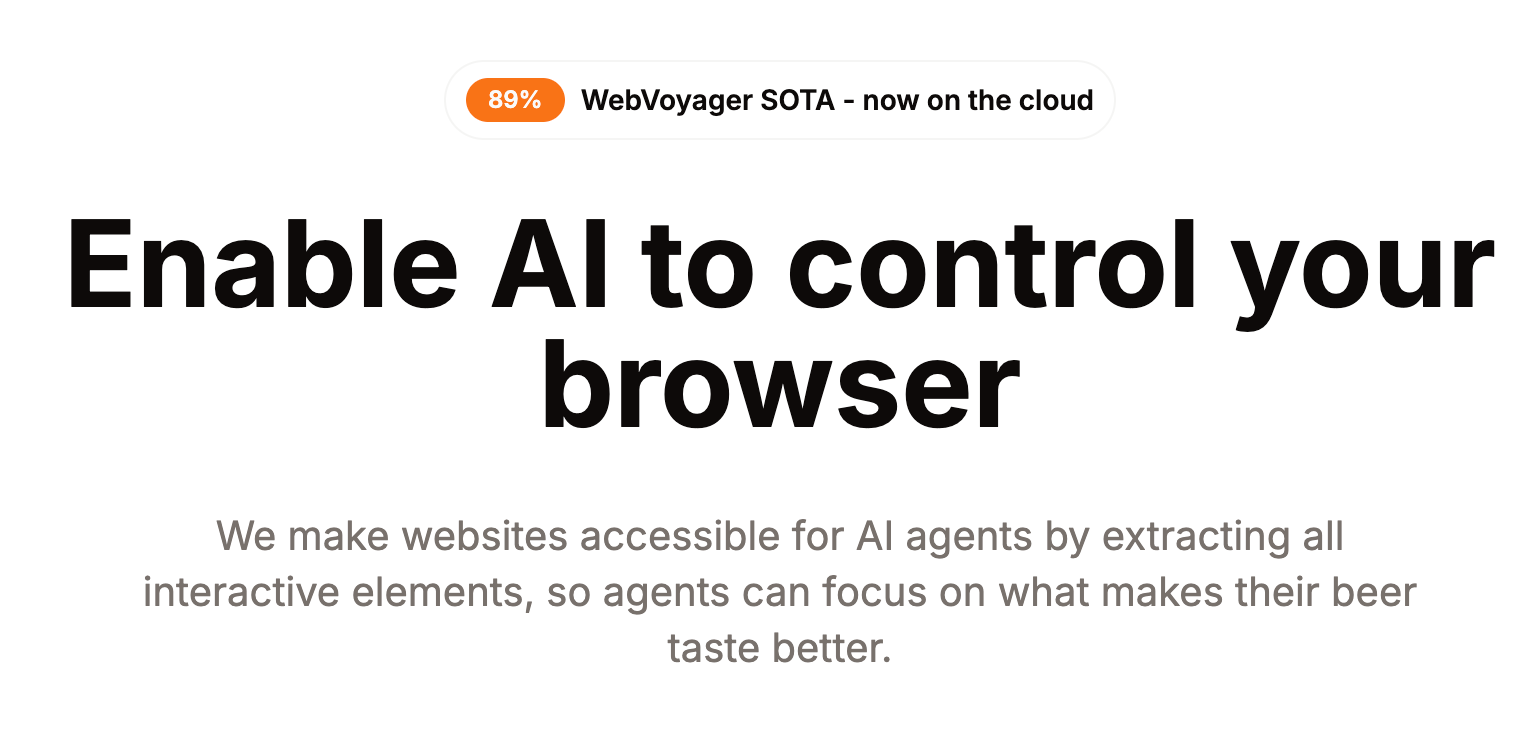 89% WebVoyager SOTA - now on the cloud
Enable AI to control your
browser
We make websites accessible for AI agents by extracting all
interactive elements, so agents can focus on what makes their beer
taste better.